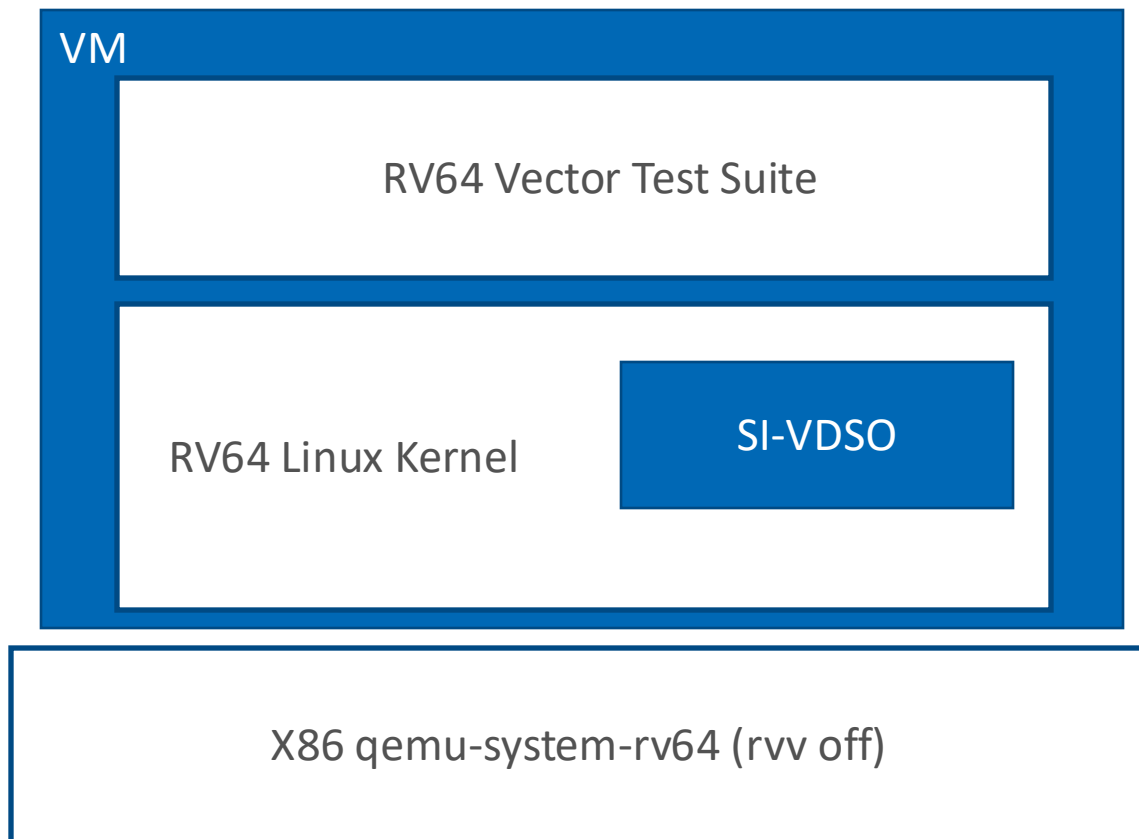 VM
RV64 Vector Test Suite
RV64 Linux Kernel
SI-VDSO
X86 qemu-system-rv64 (rvv off)